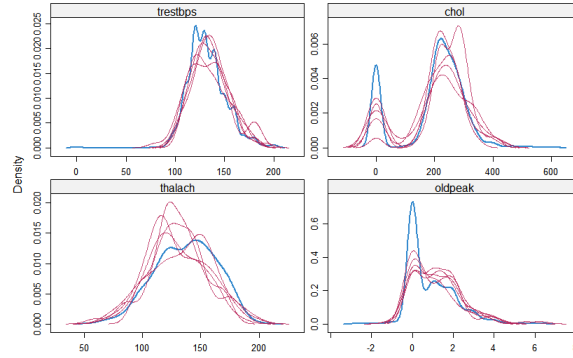 trestbps
chol
0.000 0.005 0.010 0.015 0.020 0.025
0.000 0.002 0.004 0.006
0 50 100 150 200
0 200 400 600
Density
thalach
oldpeak
0.000 0.005 0.010 0.015 0.020
0.0 0.2 0.4 0.6
50 100 150 200
-2 0 2 4 6